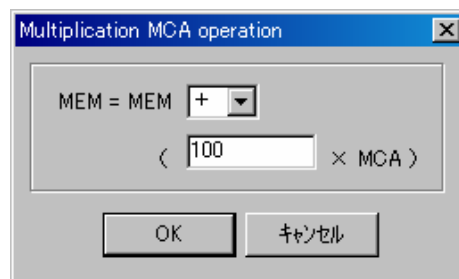 Multiplication MCA operation
MEM = MEM +
( 100 × MCA )
OK ｷｬﾝｾﾙ